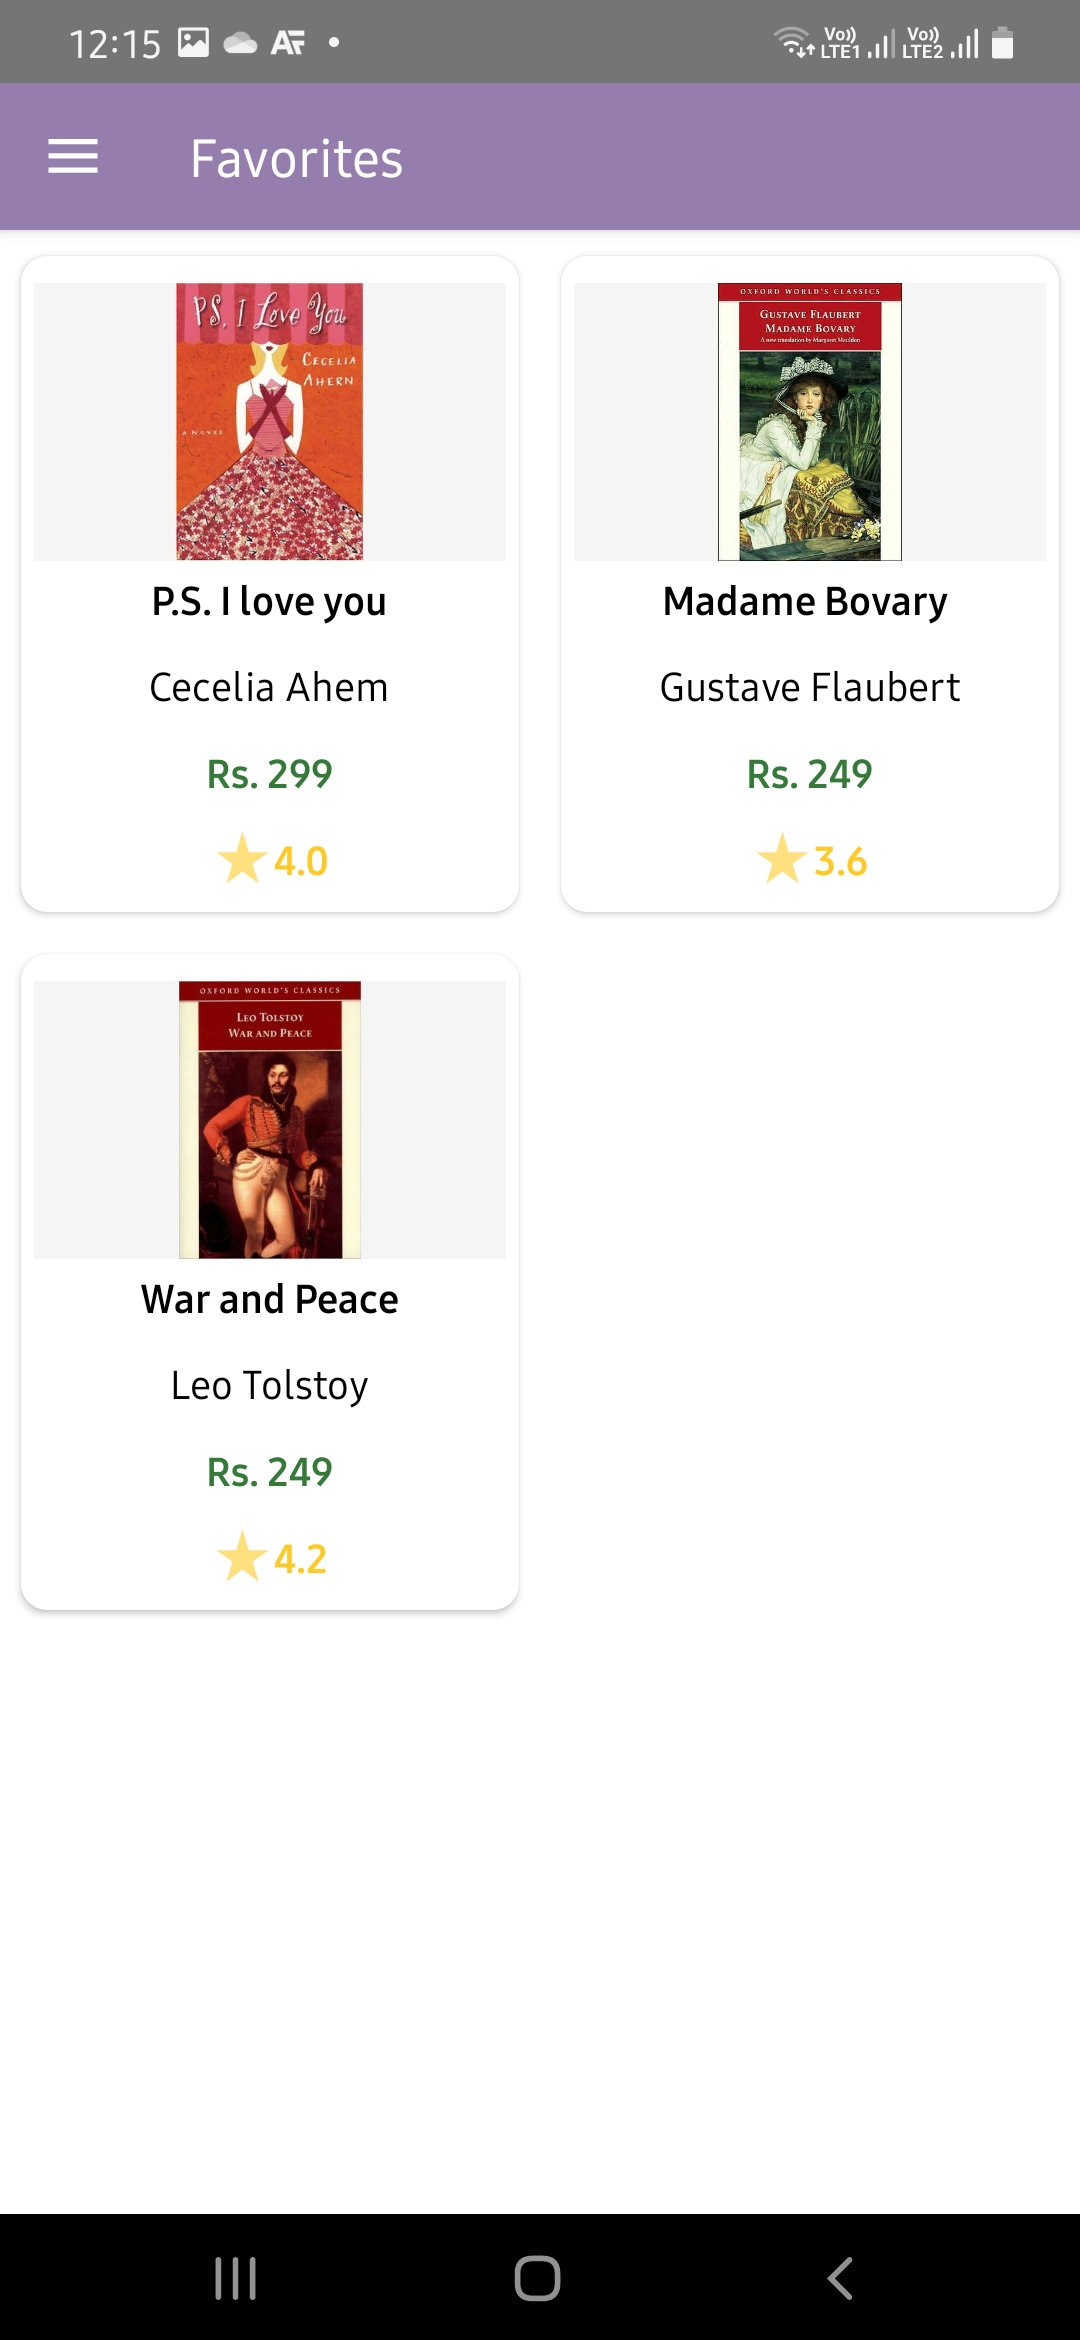 12:15 AF
Vo)) LTE1 Vo)) LTE2
Favorites
P.S, I Love You
CECELIA
AHERN
A NOVEL
P.S. I love you
Cecelia Ahem
Rs. 299
4.0
OXFORD WORLD'S CLASSICS
GUSTAVE FLAUBERT
MADAME BOVARY
A new translation by Margaret Mauldon
Madame Bovary
Gustave Flaubert
Rs. 249
3.6
OXFORD WORLD'S CLASSICS
LEO TOLSTOY
WAR AND PEACE
War and Peace
Leo Tolstoy
Rs. 249
4.2